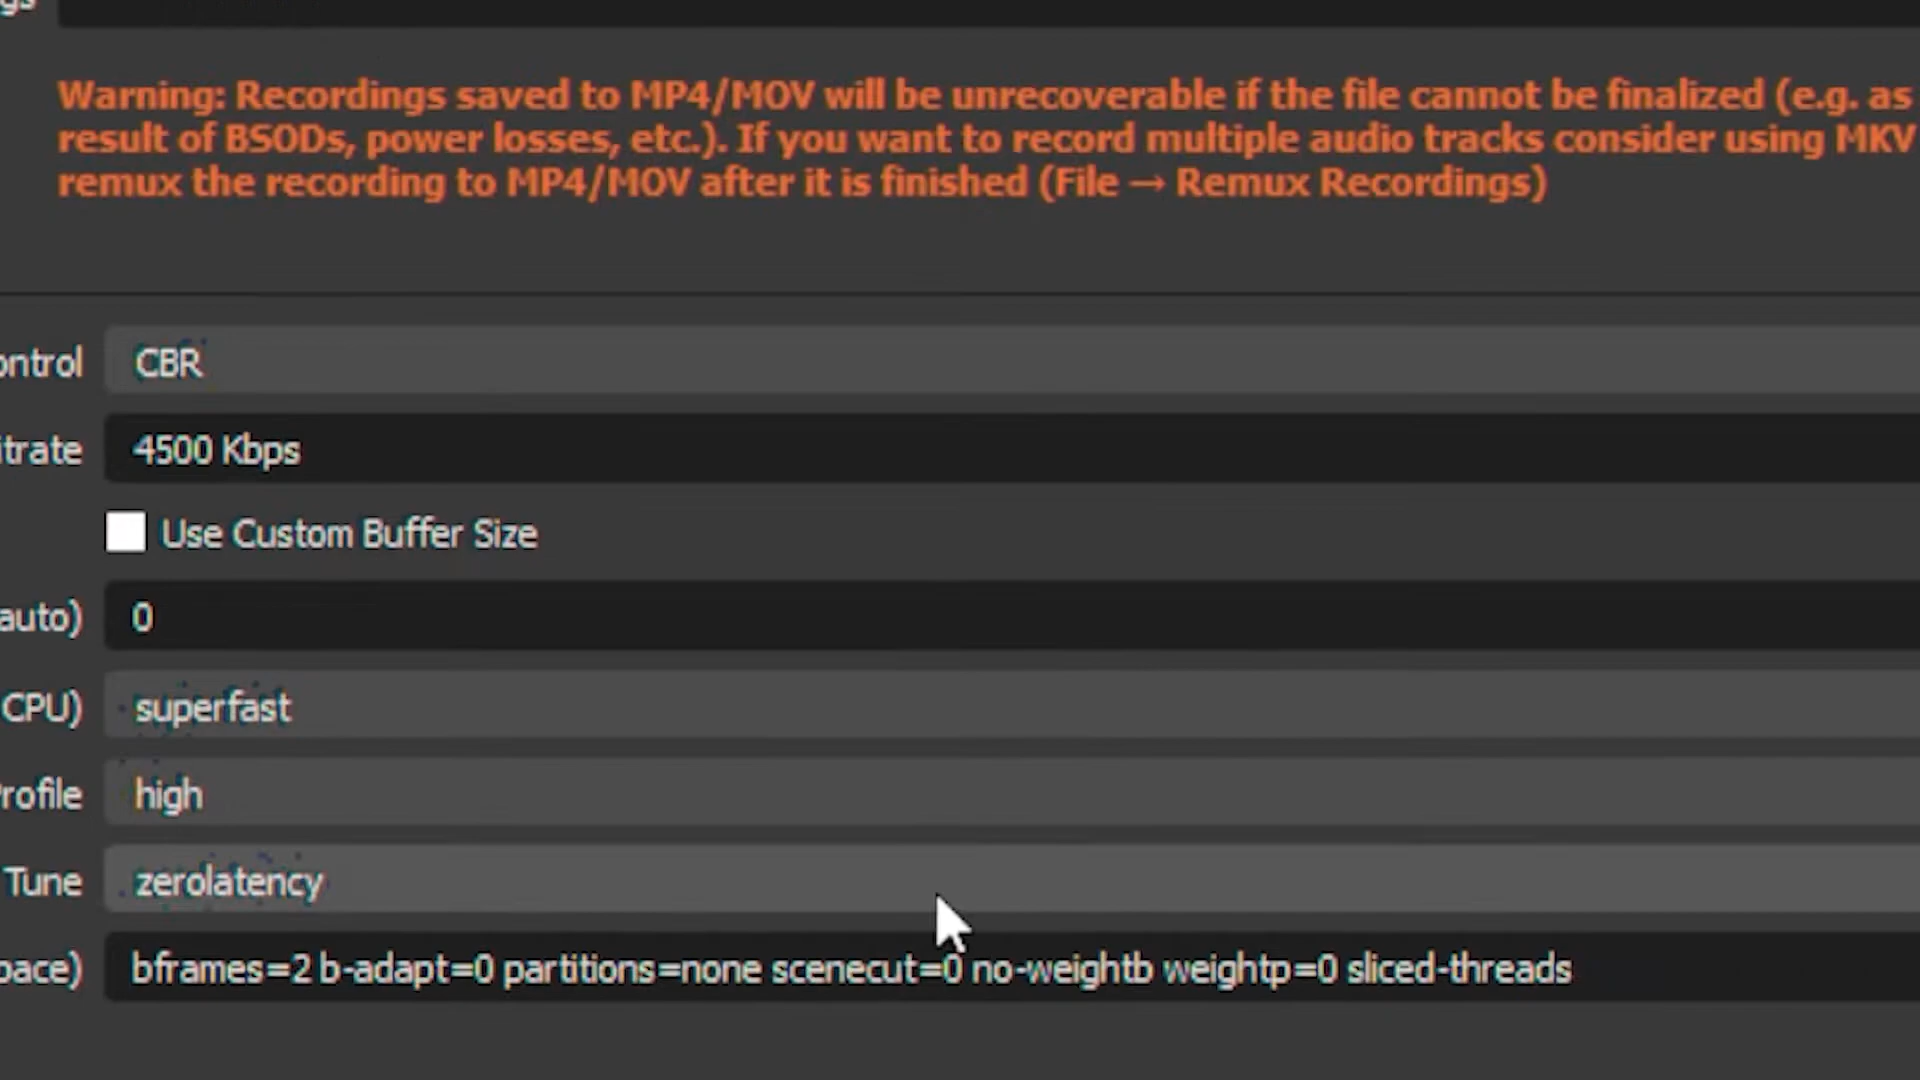 gs
Warning: Recordings saved to MP4/MOV will be unrecoverable if the file cannot be finalized (e.g. as
result of BSODs, power losses, etc.). If you want to record multiple audio tracks consider using MKV
remux the recording to MP4/MOV after it is finished (File → Remux Recordings)
ontrol CBR
itrate 4500 Kbps
Use Custom Buffer Size
auto) 0
CPU) superfast
rofile high
Tune zerolatency
pace) bframes=2 b-adapt=0 partitions=none scenecut=0 no-weightb weightp=0 sliced-threads